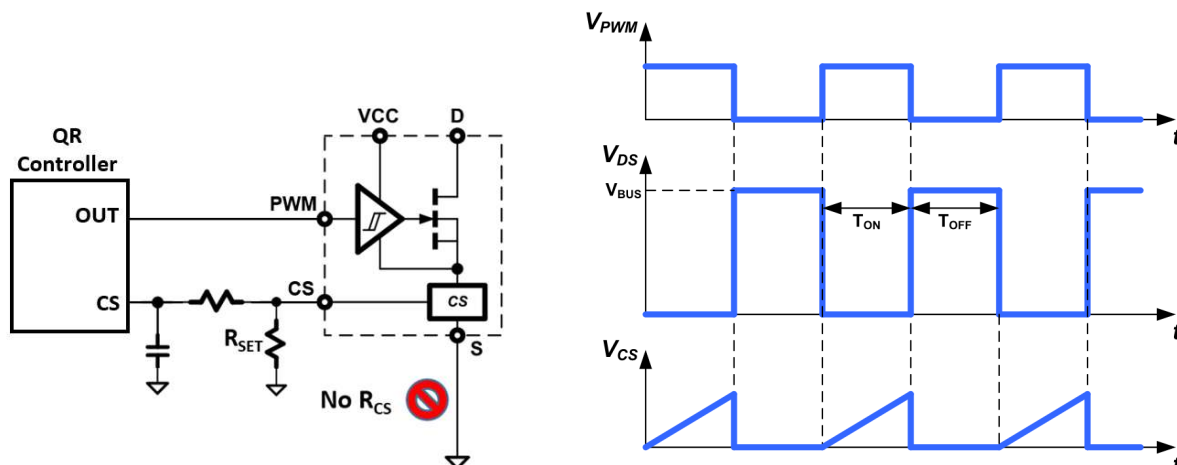 QR
Controller
OUT
CS
VCC
D
PWM
CS
CS
S
RSET
No RCS
VPWM
t
VDS
VBUS
TON
TOFF
t
VCS
t